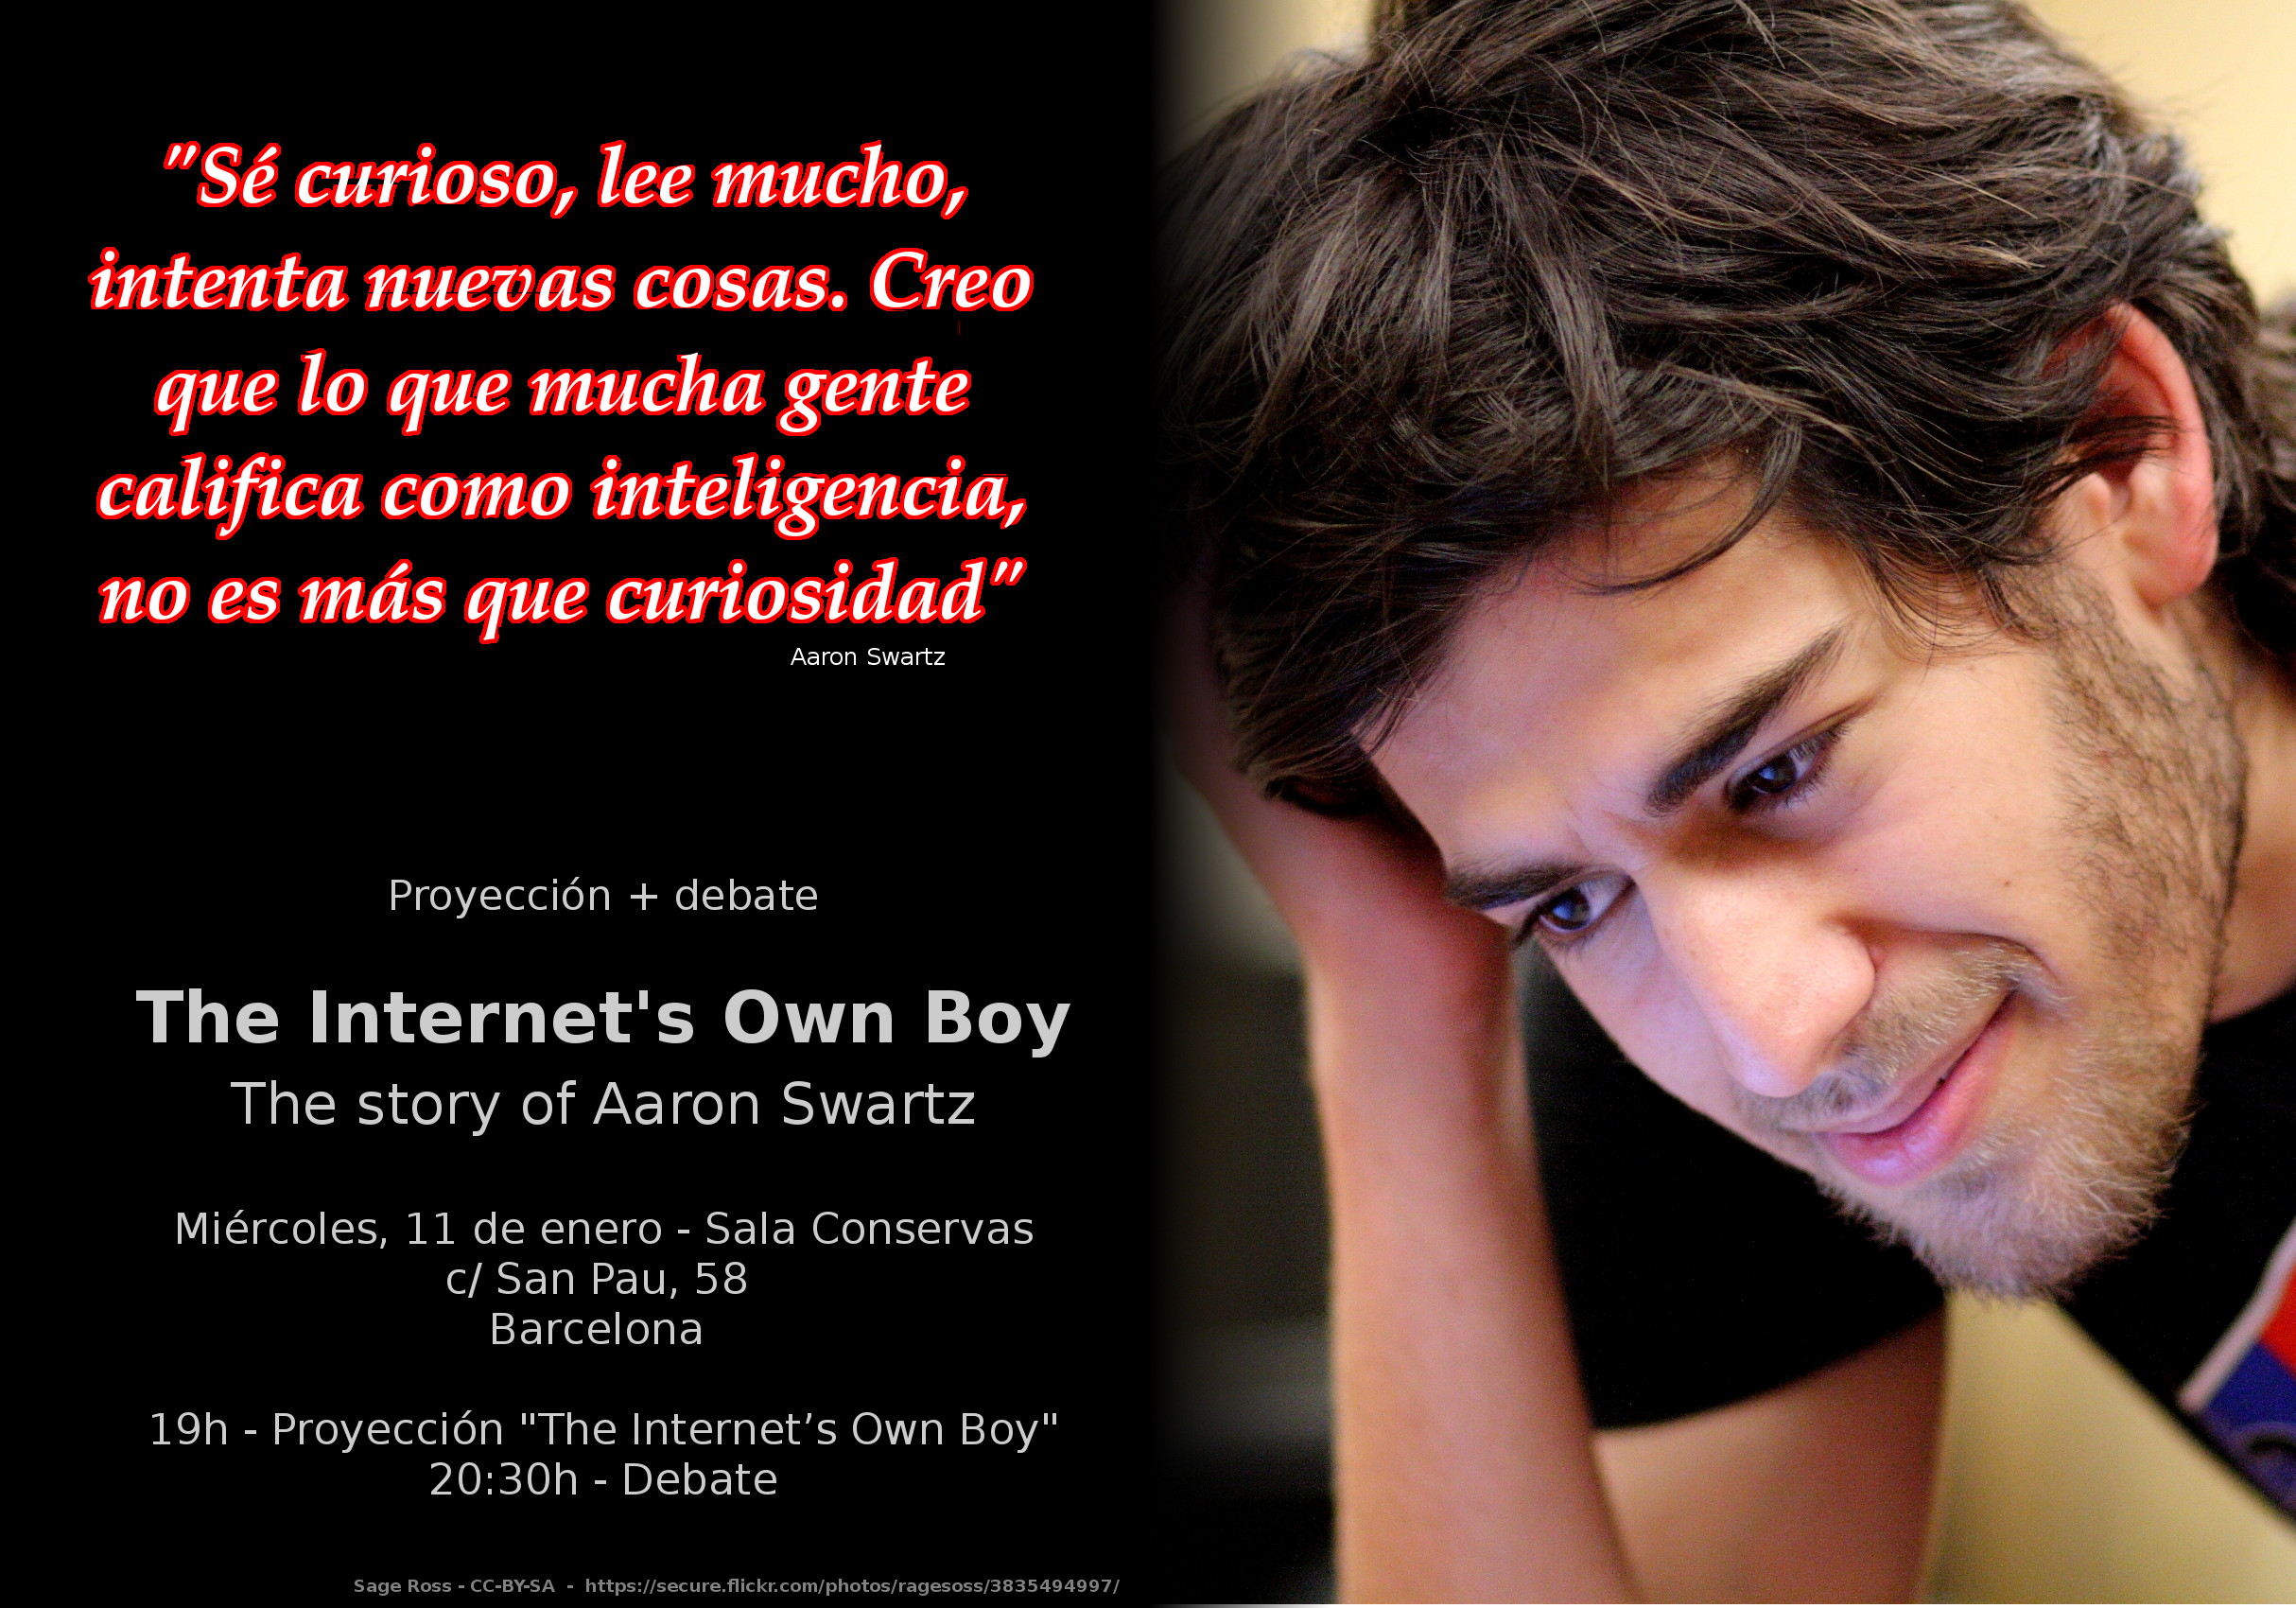 "Sé curioso, lee mucho,
intenta nuevas cosas. Creo
que lo que mucha gente
califica como inteligencia,
no es más que curiosidad"
Aaron Swartz
Proyección + debate
The Internet's Own Boy
The story of Aaron Swartz
Miércoles, 11 de enero - Sala Conservas
c/ San Pau, 58
Barcelona
19h - Proyección "The Internet’s Own Boy"
20:30h - Debate
Sage Ross - CC-BY-SA - https://secure.flickr.com/photos/ragesoss/3835494997/